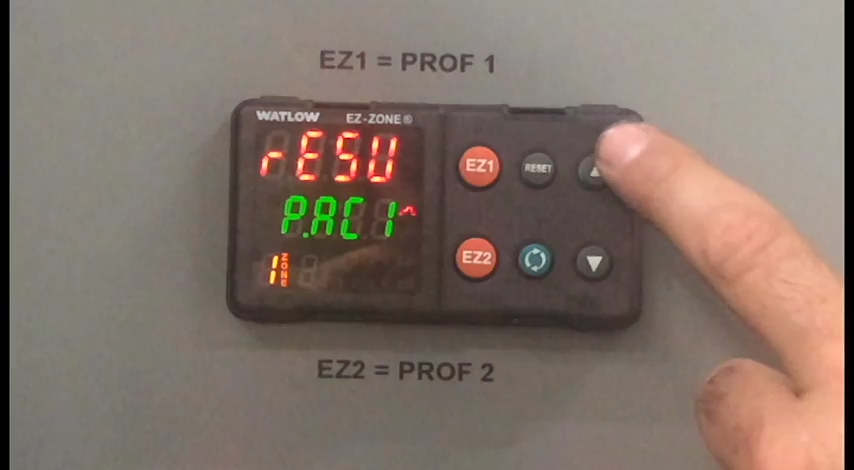 EZ1 = PROF 1
WATLOW EZ-ZONE®
rESU
P.AC1
1 ZONE
EZ1 RESET
EZ2
EZ2 = PROF 2